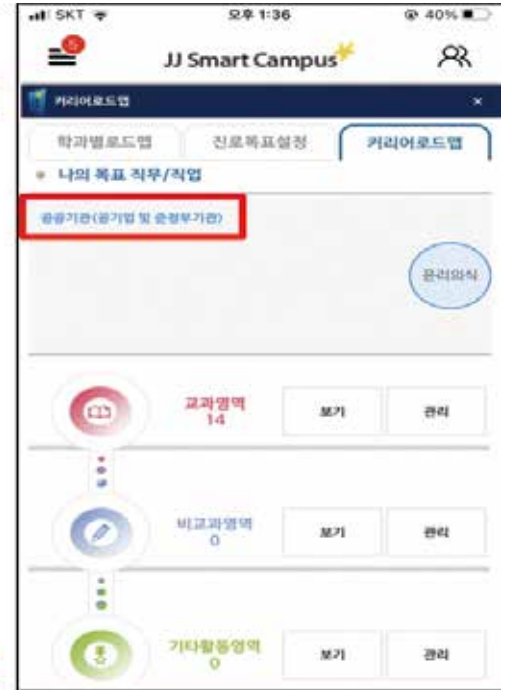 SKT 오후 1:36 40%
5
JJ Smart Campus
커리어로드맵 ×
학과별로드맵 진로목표설정 커리어로드맵
나의 목표 직무/직업
공공기관(공기업 및 준정부기관)
윤리의식
교과영역
14
보기 관리
비교과영역
0
보기 관리
기타활동영역
0
보기 관리